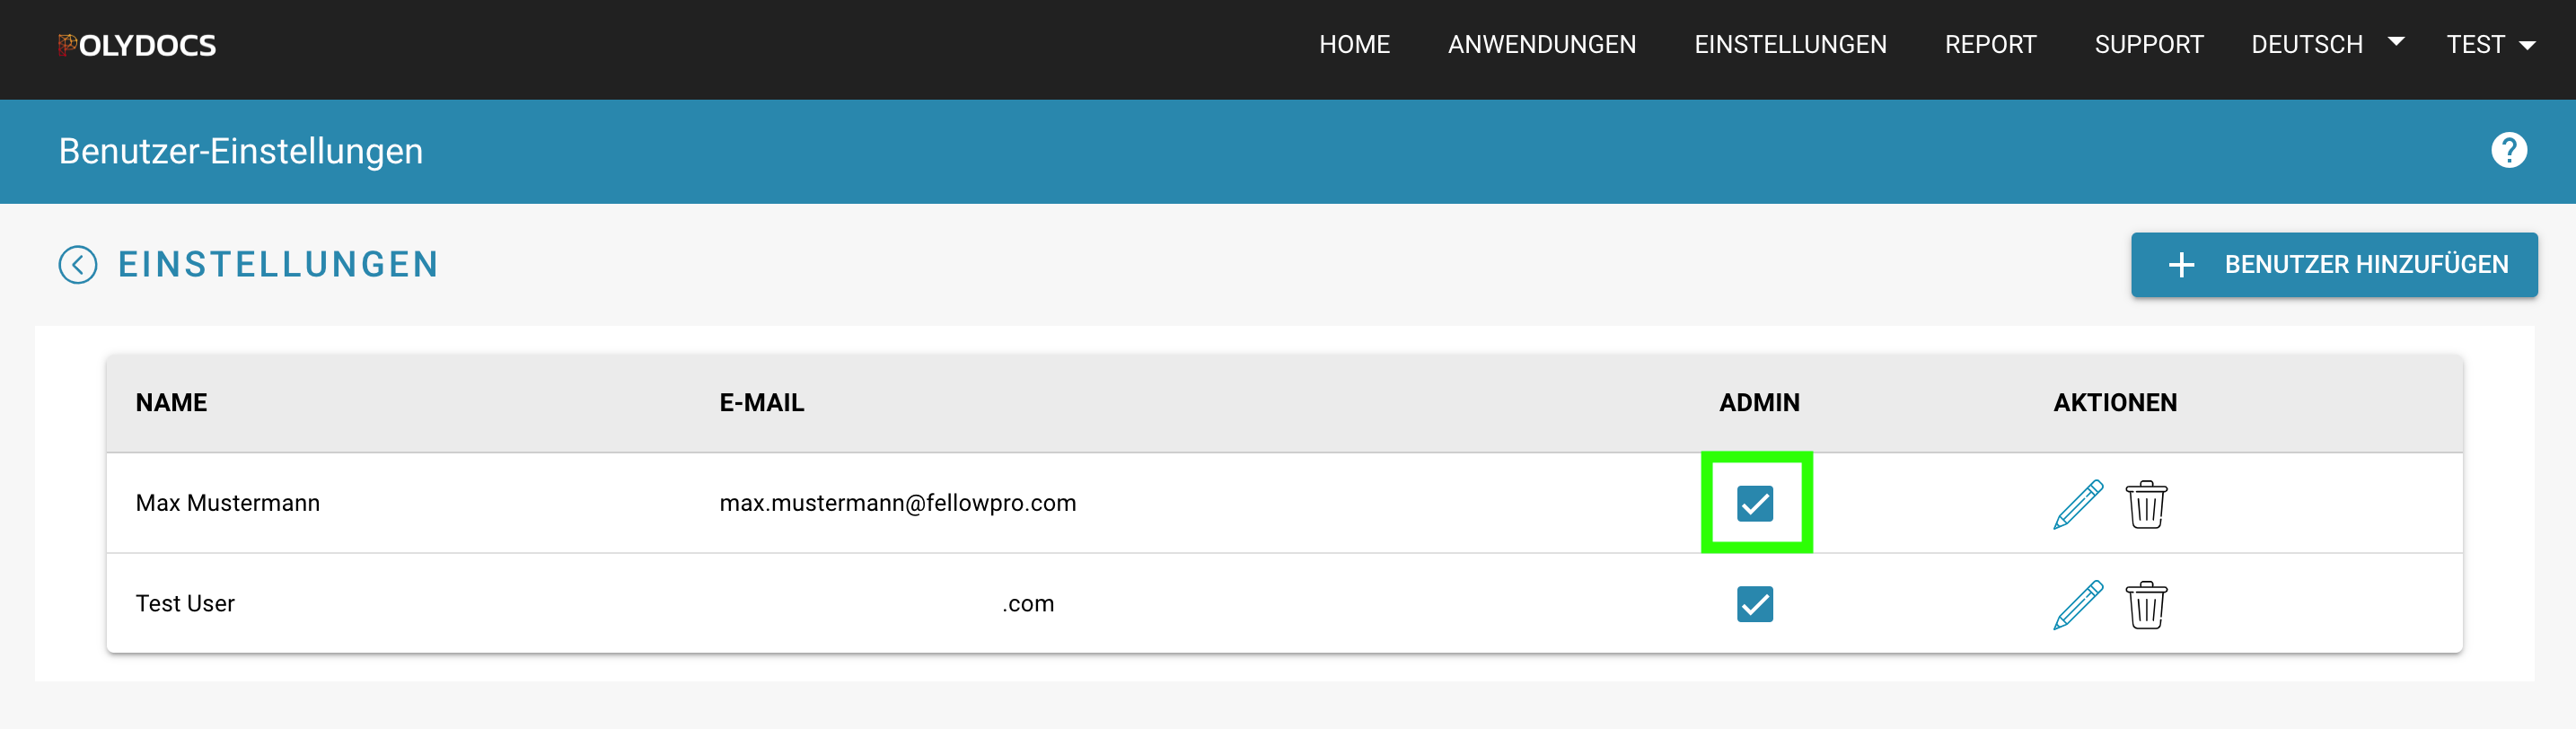 POLYDOCS HOME ANWENDUNGEN EINSTELLUNGEN REPORT SUPPORT DEUTSCH TEST
Benutzer-Einstellungen ?
EINSTELLUNGEN + BENUTZER HINZUFÜGEN
NAME E-MAIL ADMIN AKTIONEN
Max Mustermann max.mustermann@fellowpro.com
Test User .com